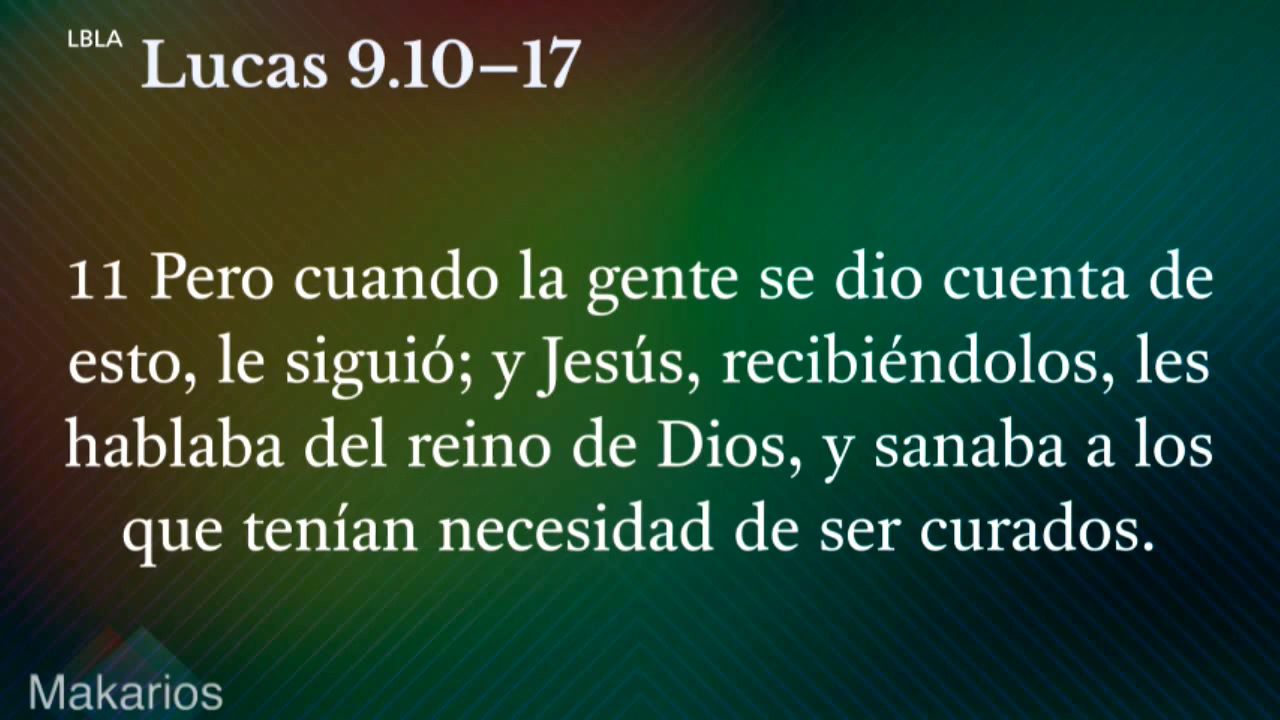 LBLA
Lucas 9.10–17
11 Pero cuando la gente se dio cuenta de
esto, le siguió; y Jesús, recibiéndolos, les
hablaba del reino de Dios, y sanaba a los
que tenían necesidad de ser curados.
Makarios